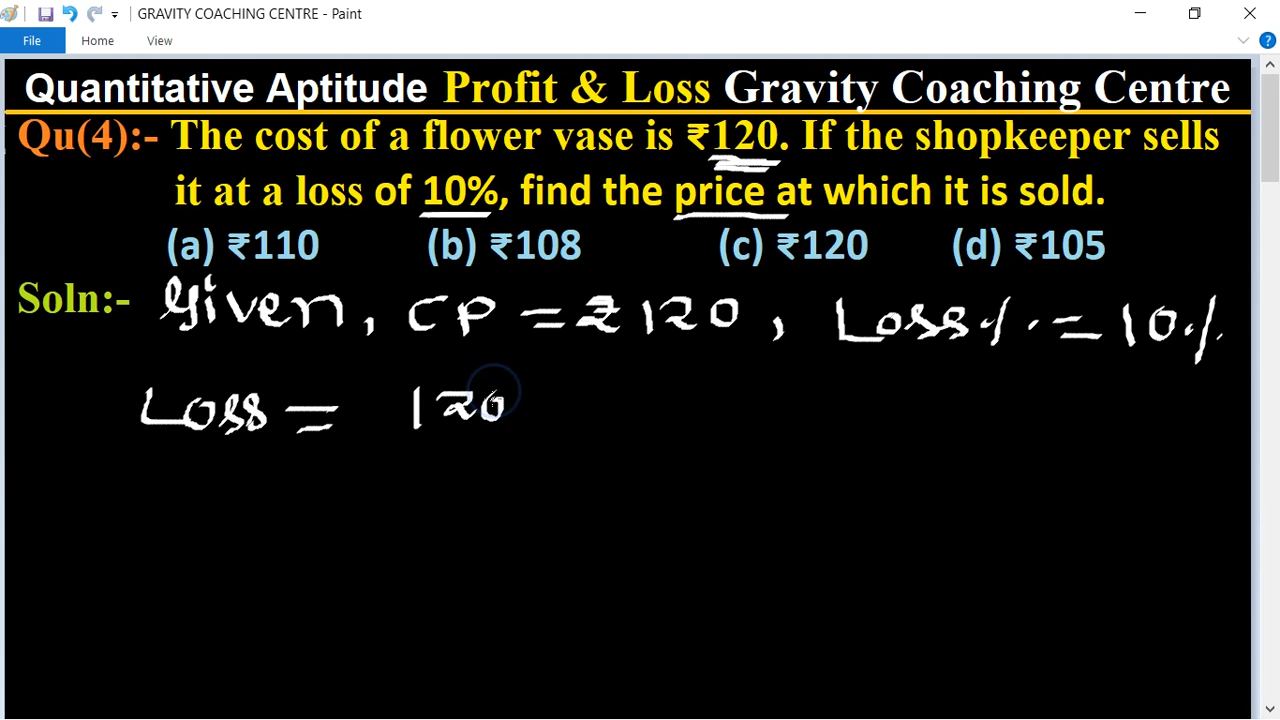 GRAVITY COACHING CENTRE - Paint
File Home View
Quantitative Aptitude Profit & Loss Gravity Coaching Centre
Qu(4):- The cost of a flower vase is ₹120. If the shopkeeper sells
it at a loss of 10%, find the price at which it is sold.
(a) ₹110 (b) ₹108 (c) ₹120 (d) ₹105
Soln:- Given, CP = ₹120, Loss% = 10%
Loss = 120